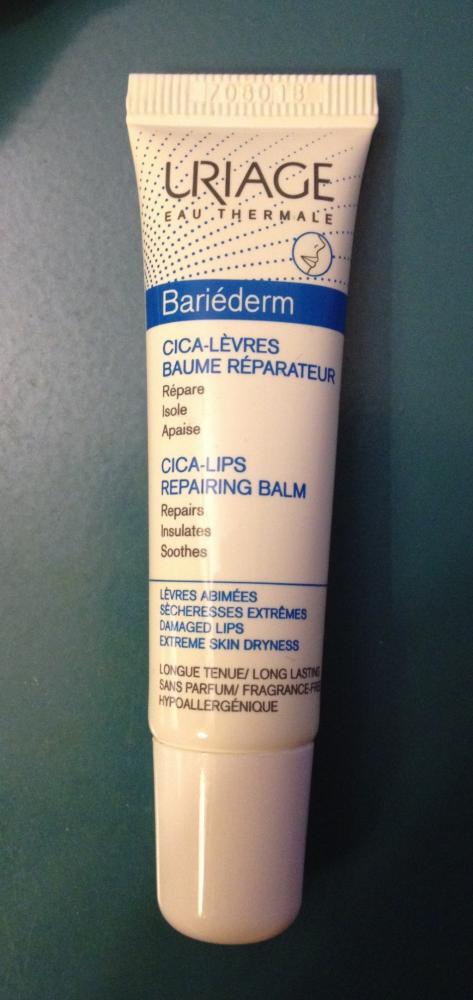 URIAGE
EAU THERMALE
Bariéderm
CICA-LÈVRES
BAUME RÉPARATEUR
Répare
Isole
Apaise
CICA-LIPS
REPAIRING BALM
Repairs
Insulates
Soothes
LÈVRES ABIMÉES
SÉCHERESSES EXTRÊMES
DAMAGED LIPS
EXTREME SKIN DRYNESS
LONGUE TENUE/ LONG LASTING
SANS PARFUM/ FRAGRANCE-FRE
HYPOALLERGÉNIQUE